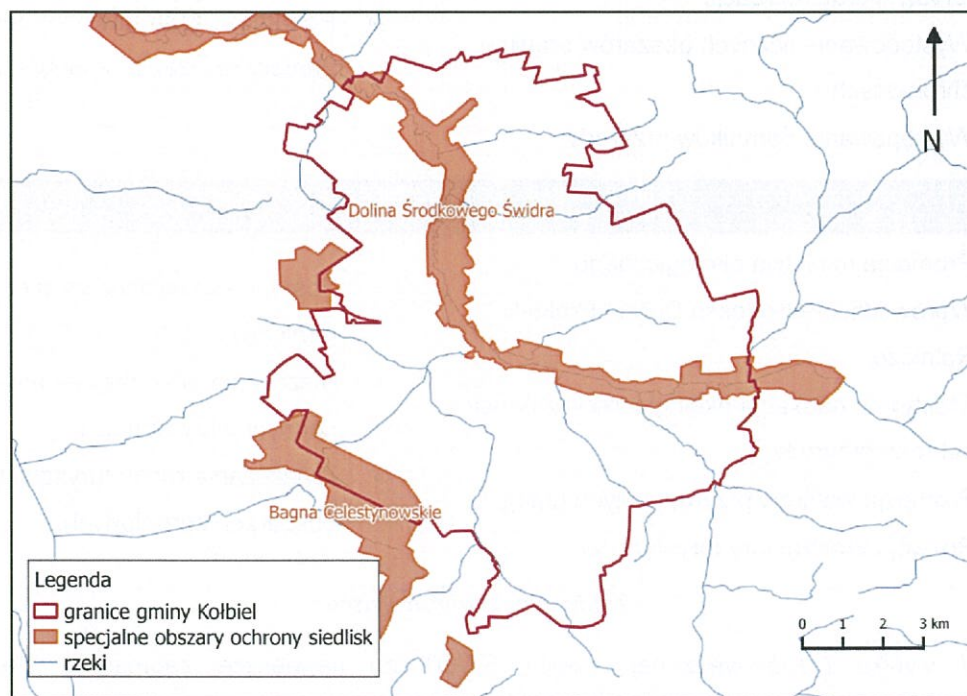 N
Dolina Środkowego Świdra
Bagna Celestynowskie
Legenda
granice gminy Kołbiel
specjalne obszary ochrony siedlisk
rzeki
0 1 2 3 km